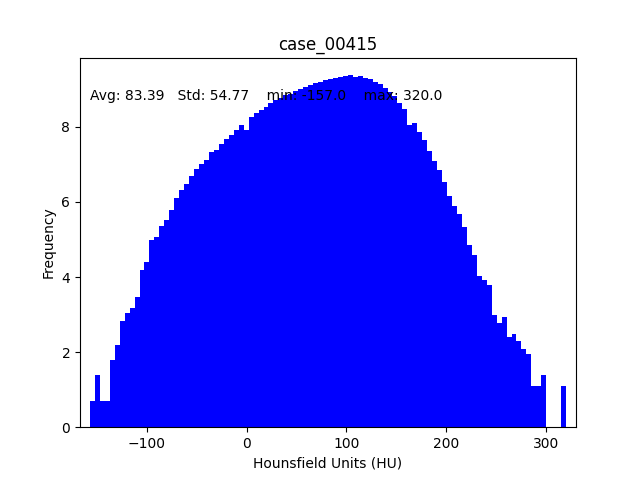 case_00415
Avg: 83.39 Std: 54.77 min: -157.0 max: 320.0
8
6
4
2
0
Frequency
−100 0 100 200 300
Hounsfield Units (HU)